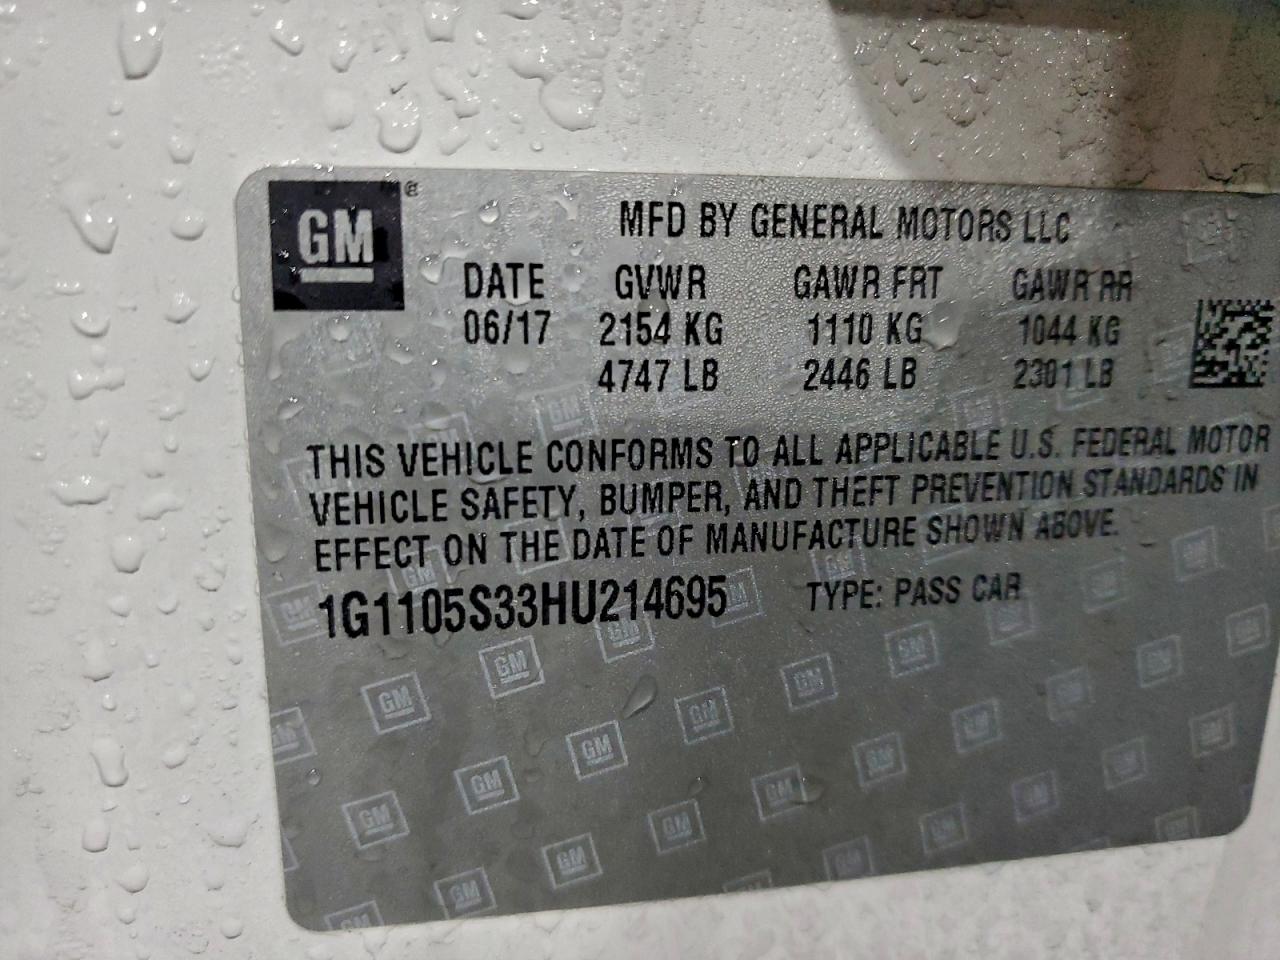 GM ®
MFD BY GENERAL MOTORS LLC
DATE GVWR GAWR FRT GAWR RR
06/17 2154 KG 1110 KG 1044 KG
4747 LB 2446 LB 2301 LB
THIS VEHICLE CONFORMS TO ALL APPLICABLE U.S. FEDERAL MOTOR
VEHICLE SAFETY, BUMPER, AND THEFT PREVENTION STANDARDS IN
EFFECT ON THE DATE OF MANUFACTURE SHOWN ABOVE.
1G1105S33HU214695 TYPE: PASS CAR